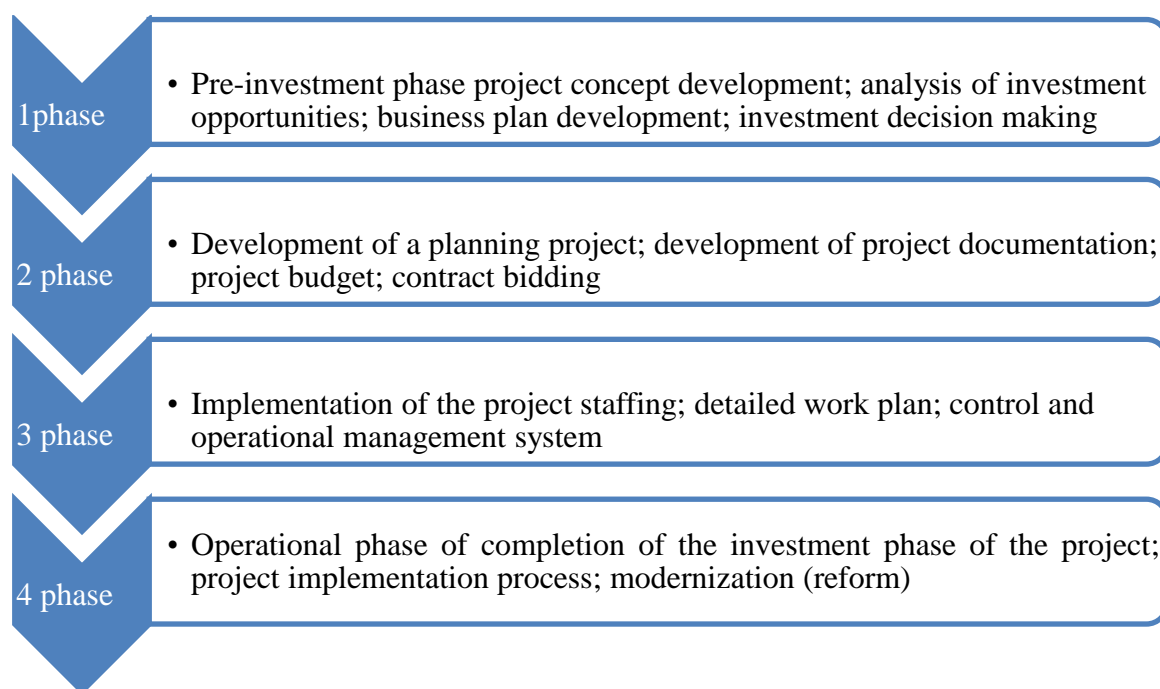 1phase
• Pre-investment phase project concept development; analysis of investment
opportunities; business plan development; investment decision making
2 phase
• Development of a planning project; development of project documentation;
project budget; contract bidding
3 phase
• Implementation of the project staffing; detailed work plan; control and
operational management system
4 phase
• Operational phase of completion of the investment phase of the project;
project implementation process; modernization (reform)